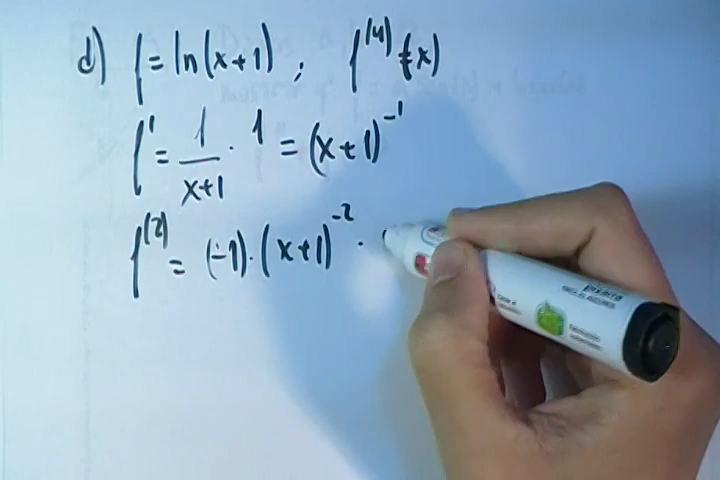 d) f = ln(x+1) ; f^(4)(x)
f' = 1/(x+1) · 1 = (x+1)^-1
f^(2) = (-1)·(x+1)^-2 ·